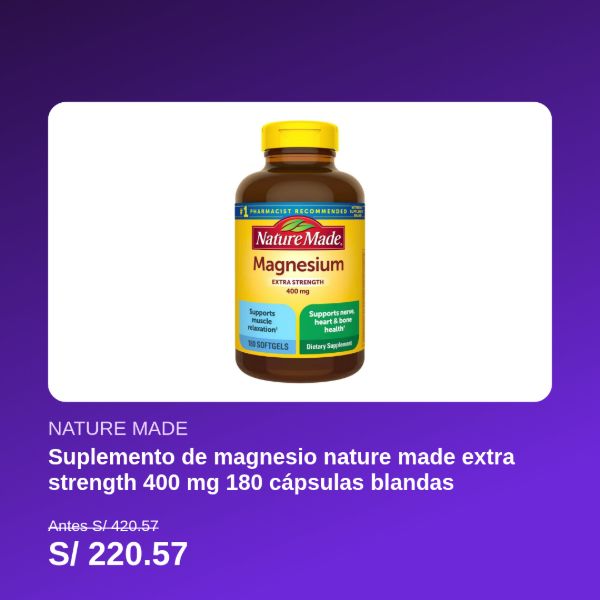 #1 PHARMACIST RECOMMENDED
Nature Made
Magnesium
EXTRA STRENGTH
400 mg
Supports
muscle
relaxation†
Supports nerve,
heart & bone
health†
180 SOFTGELS
Dietary Supplement
NATURE MADE
Suplemento de magnesio nature made extra
strength 400 mg 180 cápsulas blandas
Antes S/ 420.57
S/ 220.57